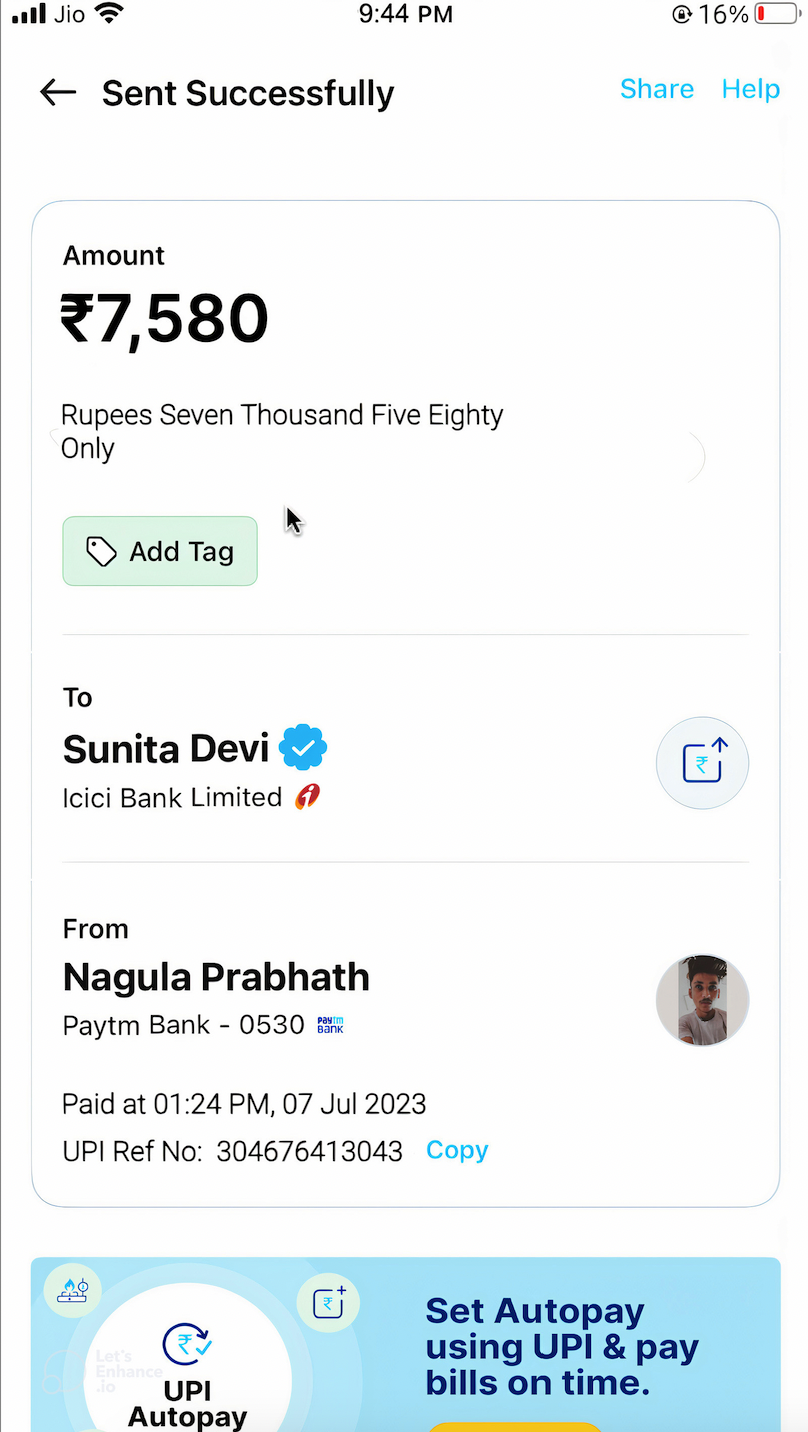 Jio 9:44 PM 16%
Sent Successfully Share Help
Amount
₹7,580
Rupees Seven Thousand Five Eighty
Only
Add Tag
To
Sunita Devi
Icici Bank Limited
From
Nagula Prabhath
Paytm Bank - 0530 paytm BANK
Paid at 01:24 PM, 07 Jul 2023
UPI Ref No: 304676413043 Copy
Set Autopay
using UPI & pay
bills on time.
Let's
Enhance
.io
UPI
Autopay